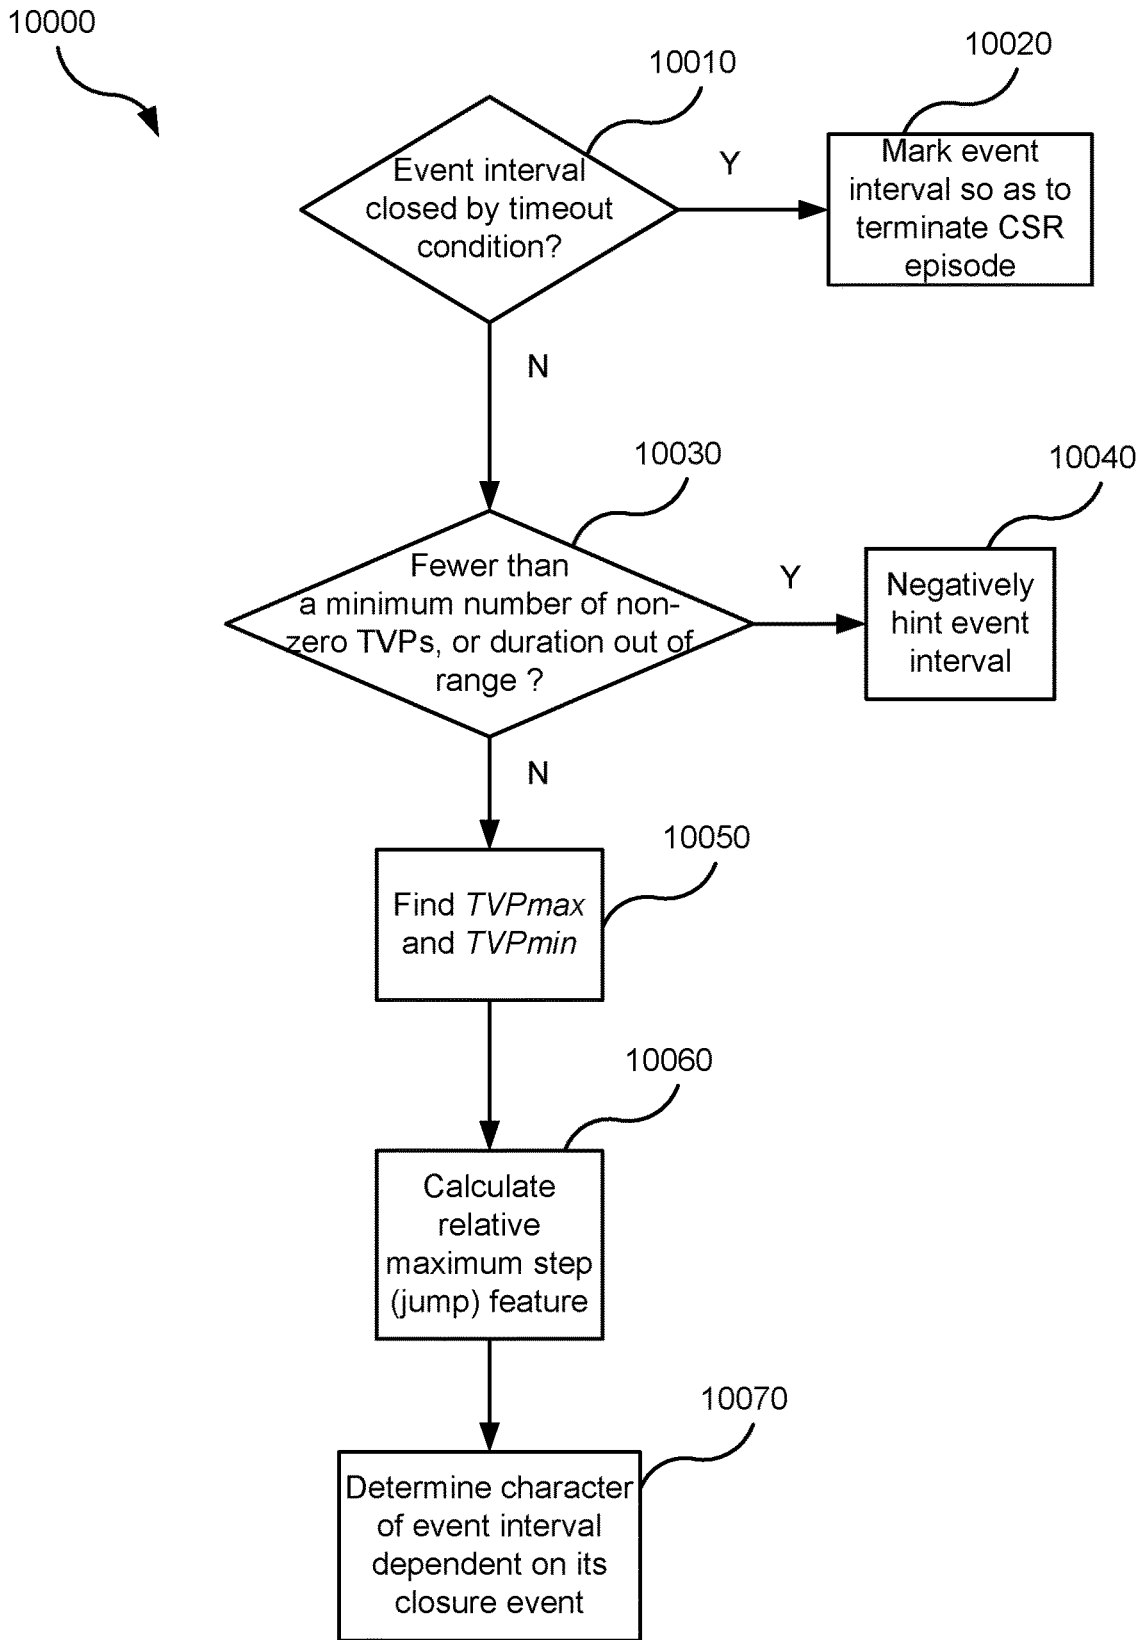 10000
10010
10020
Event interval
closed by timeout
condition?
Y
Mark event
interval so as to
terminate CSR
episode
N
10030
10040
Fewer than
a minimum number of non-
zero TVPs, or duration out of
range ?
Y
Negatively
hint event
interval
N
10050
Find TVPmax
and TVPmin
10060
Calculate
relative
maximum step
(jump) feature
10070
Determine character
of event interval
dependent on its
closure event